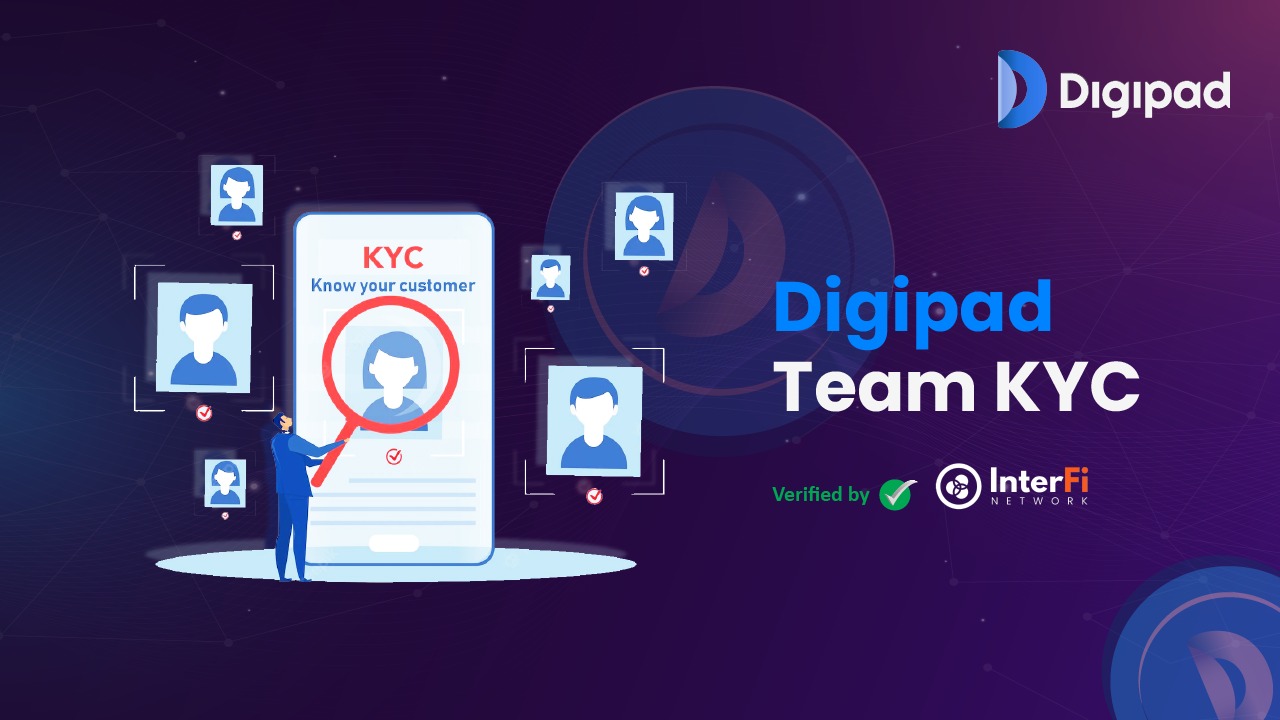 Digipad
KYC
Know your customer
Digipad
Team KYC
Verified by
InterFi
NETWORK